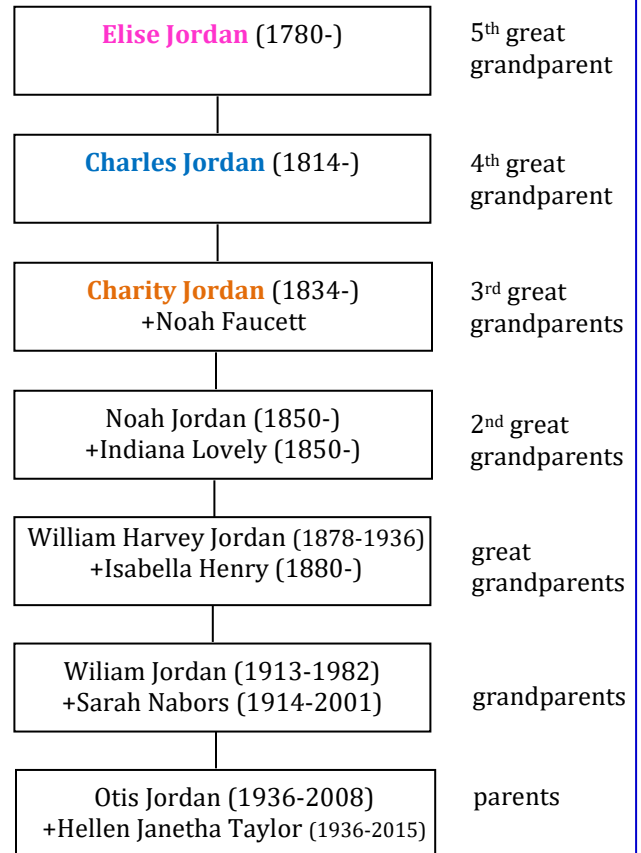 Elise Jordan (1780-)
5th great
grandparent
Charles Jordan (1814-)
4th great
grandparent
Charity Jordan (1834-)
+Noah Faucett
3rd great
grandparents
Noah Jordan (1850-)
+Indiana Lovely (1850-)
2nd great
grandparents
William Harvey Jordan (1878-1936)
+Isabella Henry (1880-)
great
grandparents
Wiliam Jordan (1913-1982)
+Sarah Nabors (1914-2001)
grandparents
Otis Jordan (1936-2008)
+Hellen Janetha Taylor (1936-2015)
parents